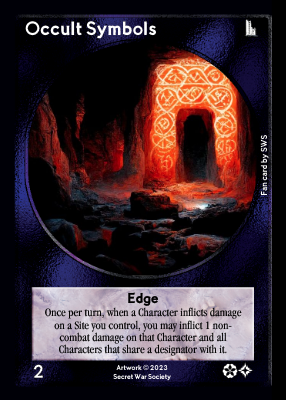 Occult Symbols
Fan card by SWS
Edge
Once per turn, when a Character inflicts damage
on a Site you control, you may inflict 1 non-
combat damage on that Character and all
Characters that share a designator with it.
2
Artwork © 2023
Secret War Society